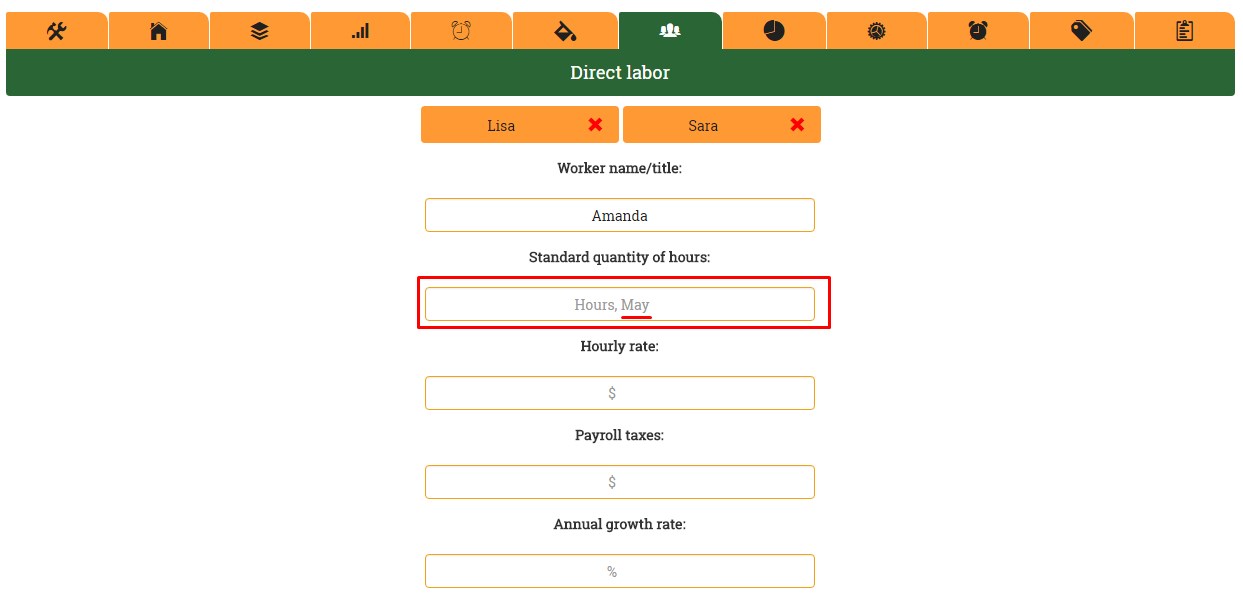 Direct labor
Lisa
Sara
Worker name/title:
Amanda
Standard quantity of hours:
Hours, May
Hourly rate:
$
Payroll taxes:
$
Annual growth rate:
%